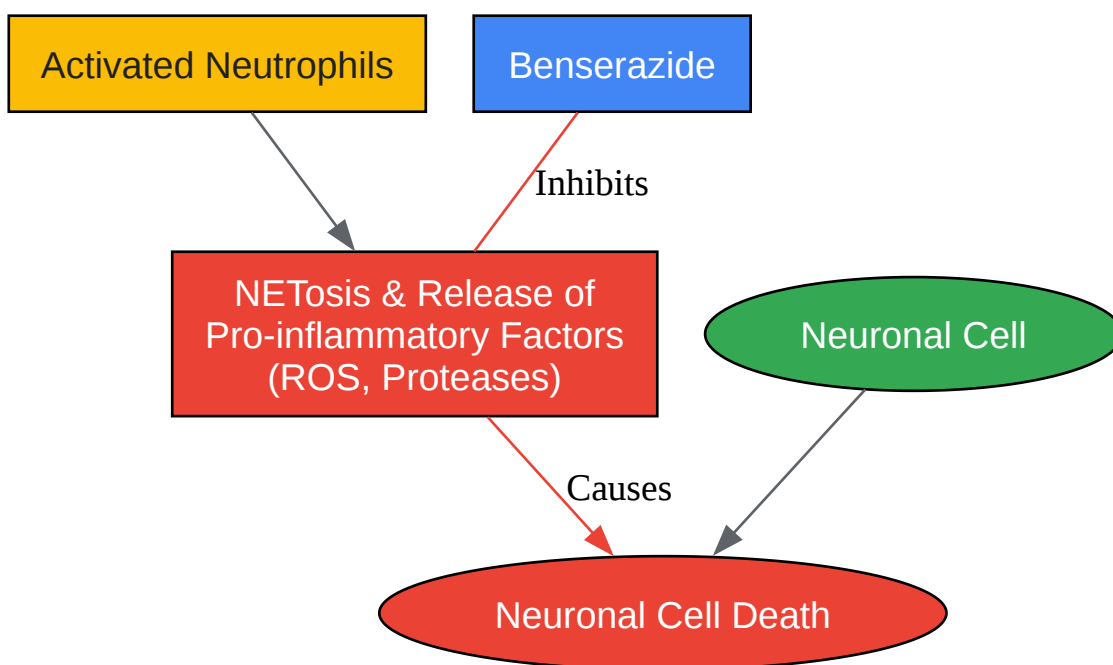 Activated Neutrophils
Benserazide
Inhibits
NETosis & Release of
Pro-inflammatory Factors
(ROS, Proteases)
Neuronal Cell
Causes
Neuronal Cell Death